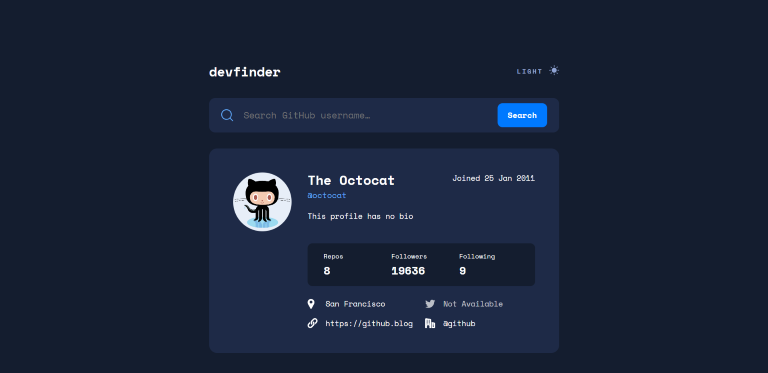 devfinder
LIGHT
Search GitHub username…
Search
The Octocat
Joined 25 Jan 2011
@octocat
This profile has no bio
Repos
Followers
Following
8
19636
9
San Francisco
Not Available
https://github.blog
@github